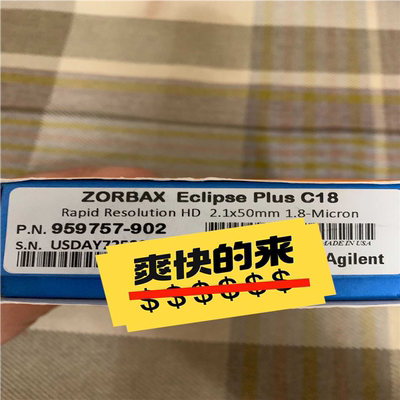 ZORBAX Eclipse Plus C18
Rapid Resolution HD 2.1x50mm 1.8-Micron
P.N. 959757-902
MADE IN USA
S.N. USDAY
爽快的来
$$$$$$
Agilent